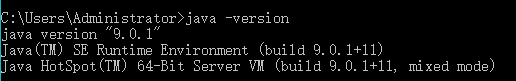 C:\Users\Administrator>java -version
java version "9.0.1"
Java(TM) SE Runtime Environment (build 9.0.1+11)
Java HotSpot(TM) 64-Bit Server VM (build 9.0.1+11, mixed mode)